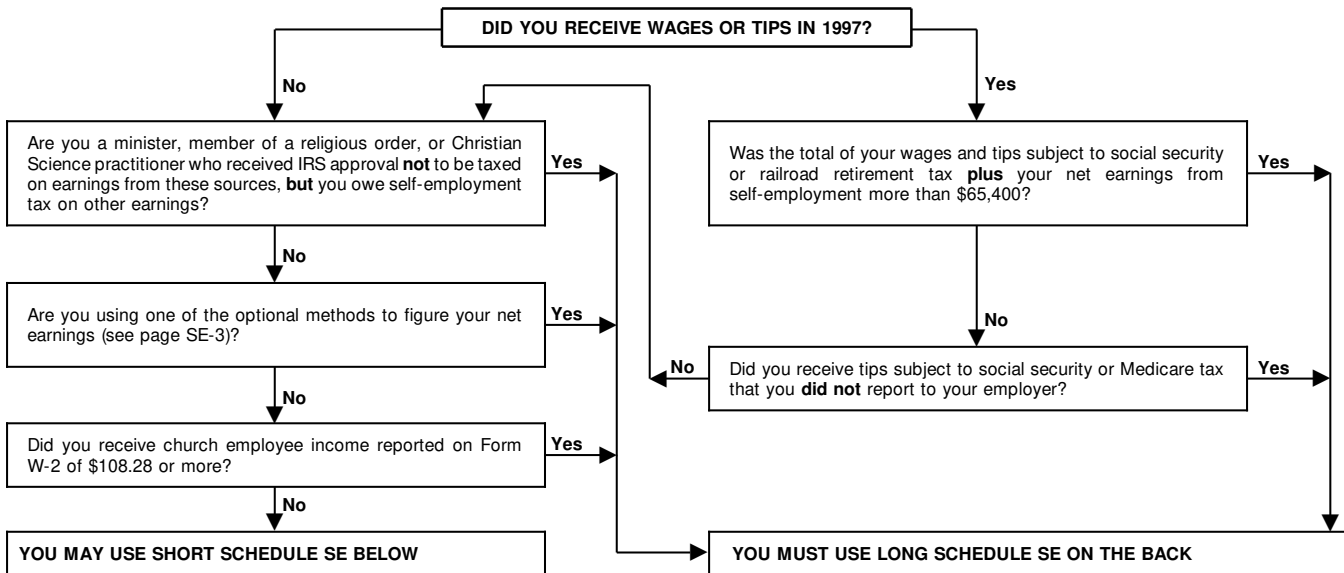 DID YOU RECEIVE WAGES OR TIPS IN 1997?
No
Yes
Are you a minister, member of a religious order, or Christian
Science practitioner who received IRS approval not to be taxed
on earnings from these sources, but you owe self-employment
tax on other earnings?
Yes
Was the total of your wages and tips subject to social security
or railroad retirement tax plus your net earnings from
self-employment more than $65,400?
Yes
No
Are you using one of the optional methods to figure your net
earnings (see page SE-3)?
Yes
No
No
Did you receive tips subject to social security or Medicare tax
that you did not report to your employer?
Yes
No
Did you receive church employee income reported on Form
W-2 of $108.28 or more?
Yes
No
YOU MAY USE SHORT SCHEDULE SE BELOW
YOU MUST USE LONG SCHEDULE SE ON THE BACK